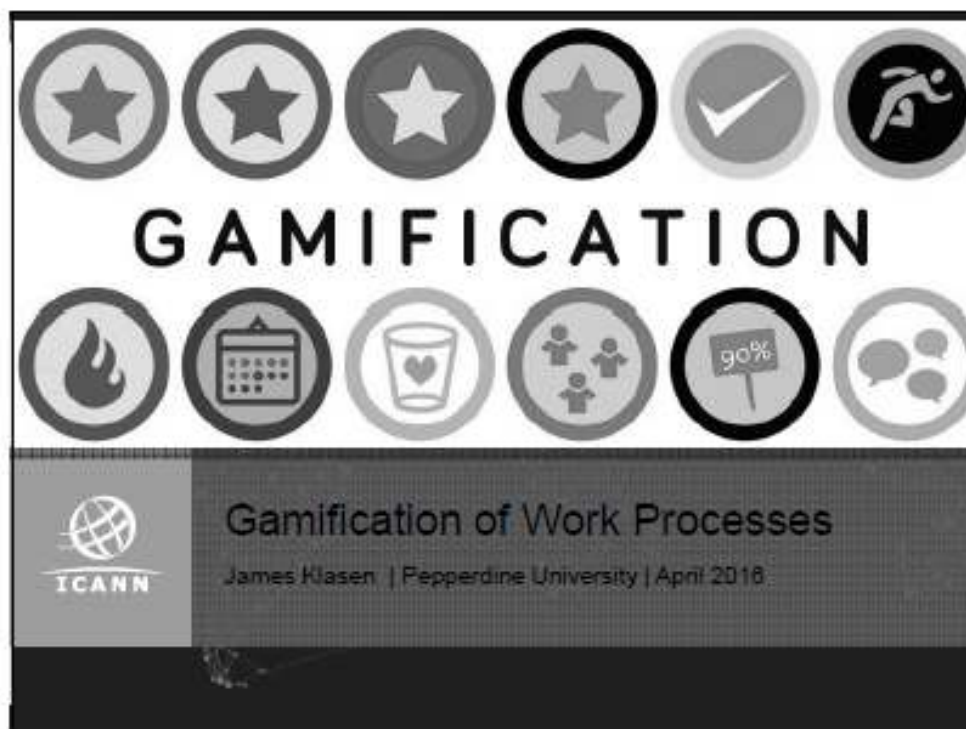 GAMIFICATION
90%
ICANN
Gamification of Work Processes
James Klasen | Pepperdine University | April 2016